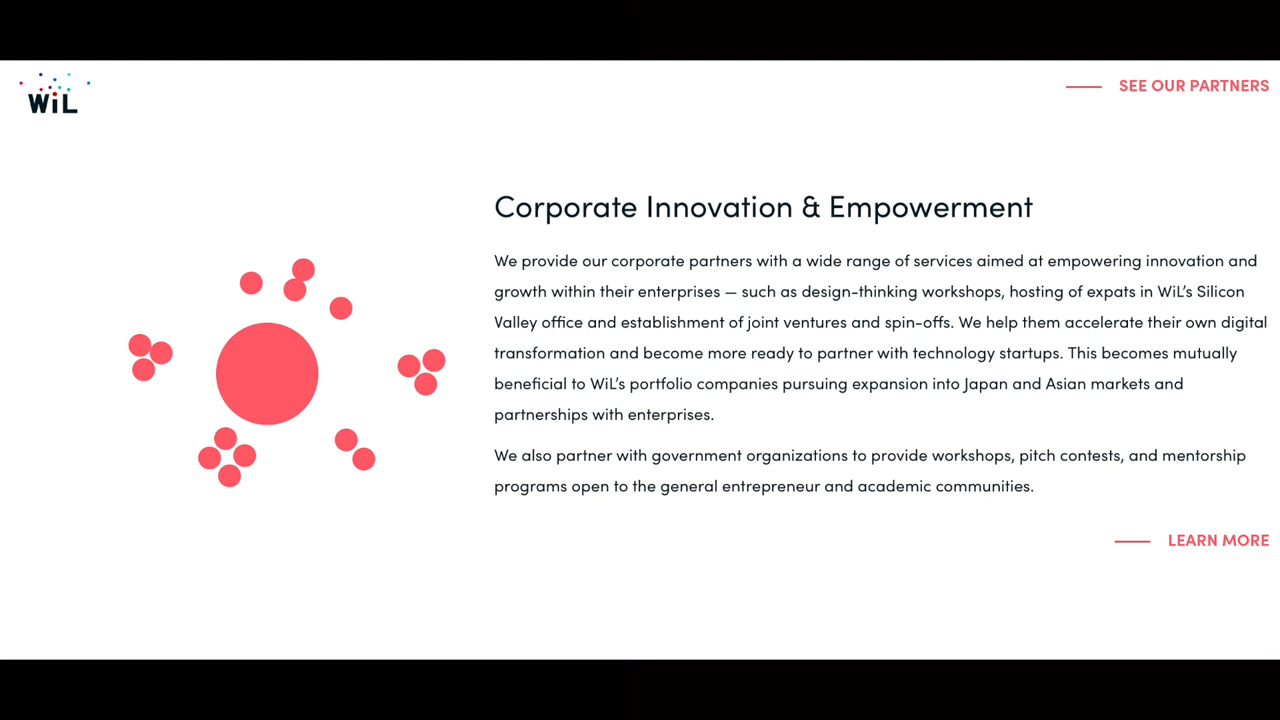 WiL
SEE OUR PARTNERS
Corporate Innovation & Empowerment
We provide our corporate partners with a wide range of services aimed at empowering innovation and
growth within their enterprises — such as design-thinking workshops, hosting of expats in WiL’s Silicon
Valley office and establishment of joint ventures and spin-offs. We help them accelerate their own digital
transformation and become more ready to partner with technology startups. This becomes mutually
beneficial to WiL’s portfolio companies pursuing expansion into Japan and Asian markets and
partnerships with enterprises.
We also partner with government organizations to provide workshops, pitch contests, and mentorship
programs open to the general entrepreneur and academic communities.
LEARN MORE